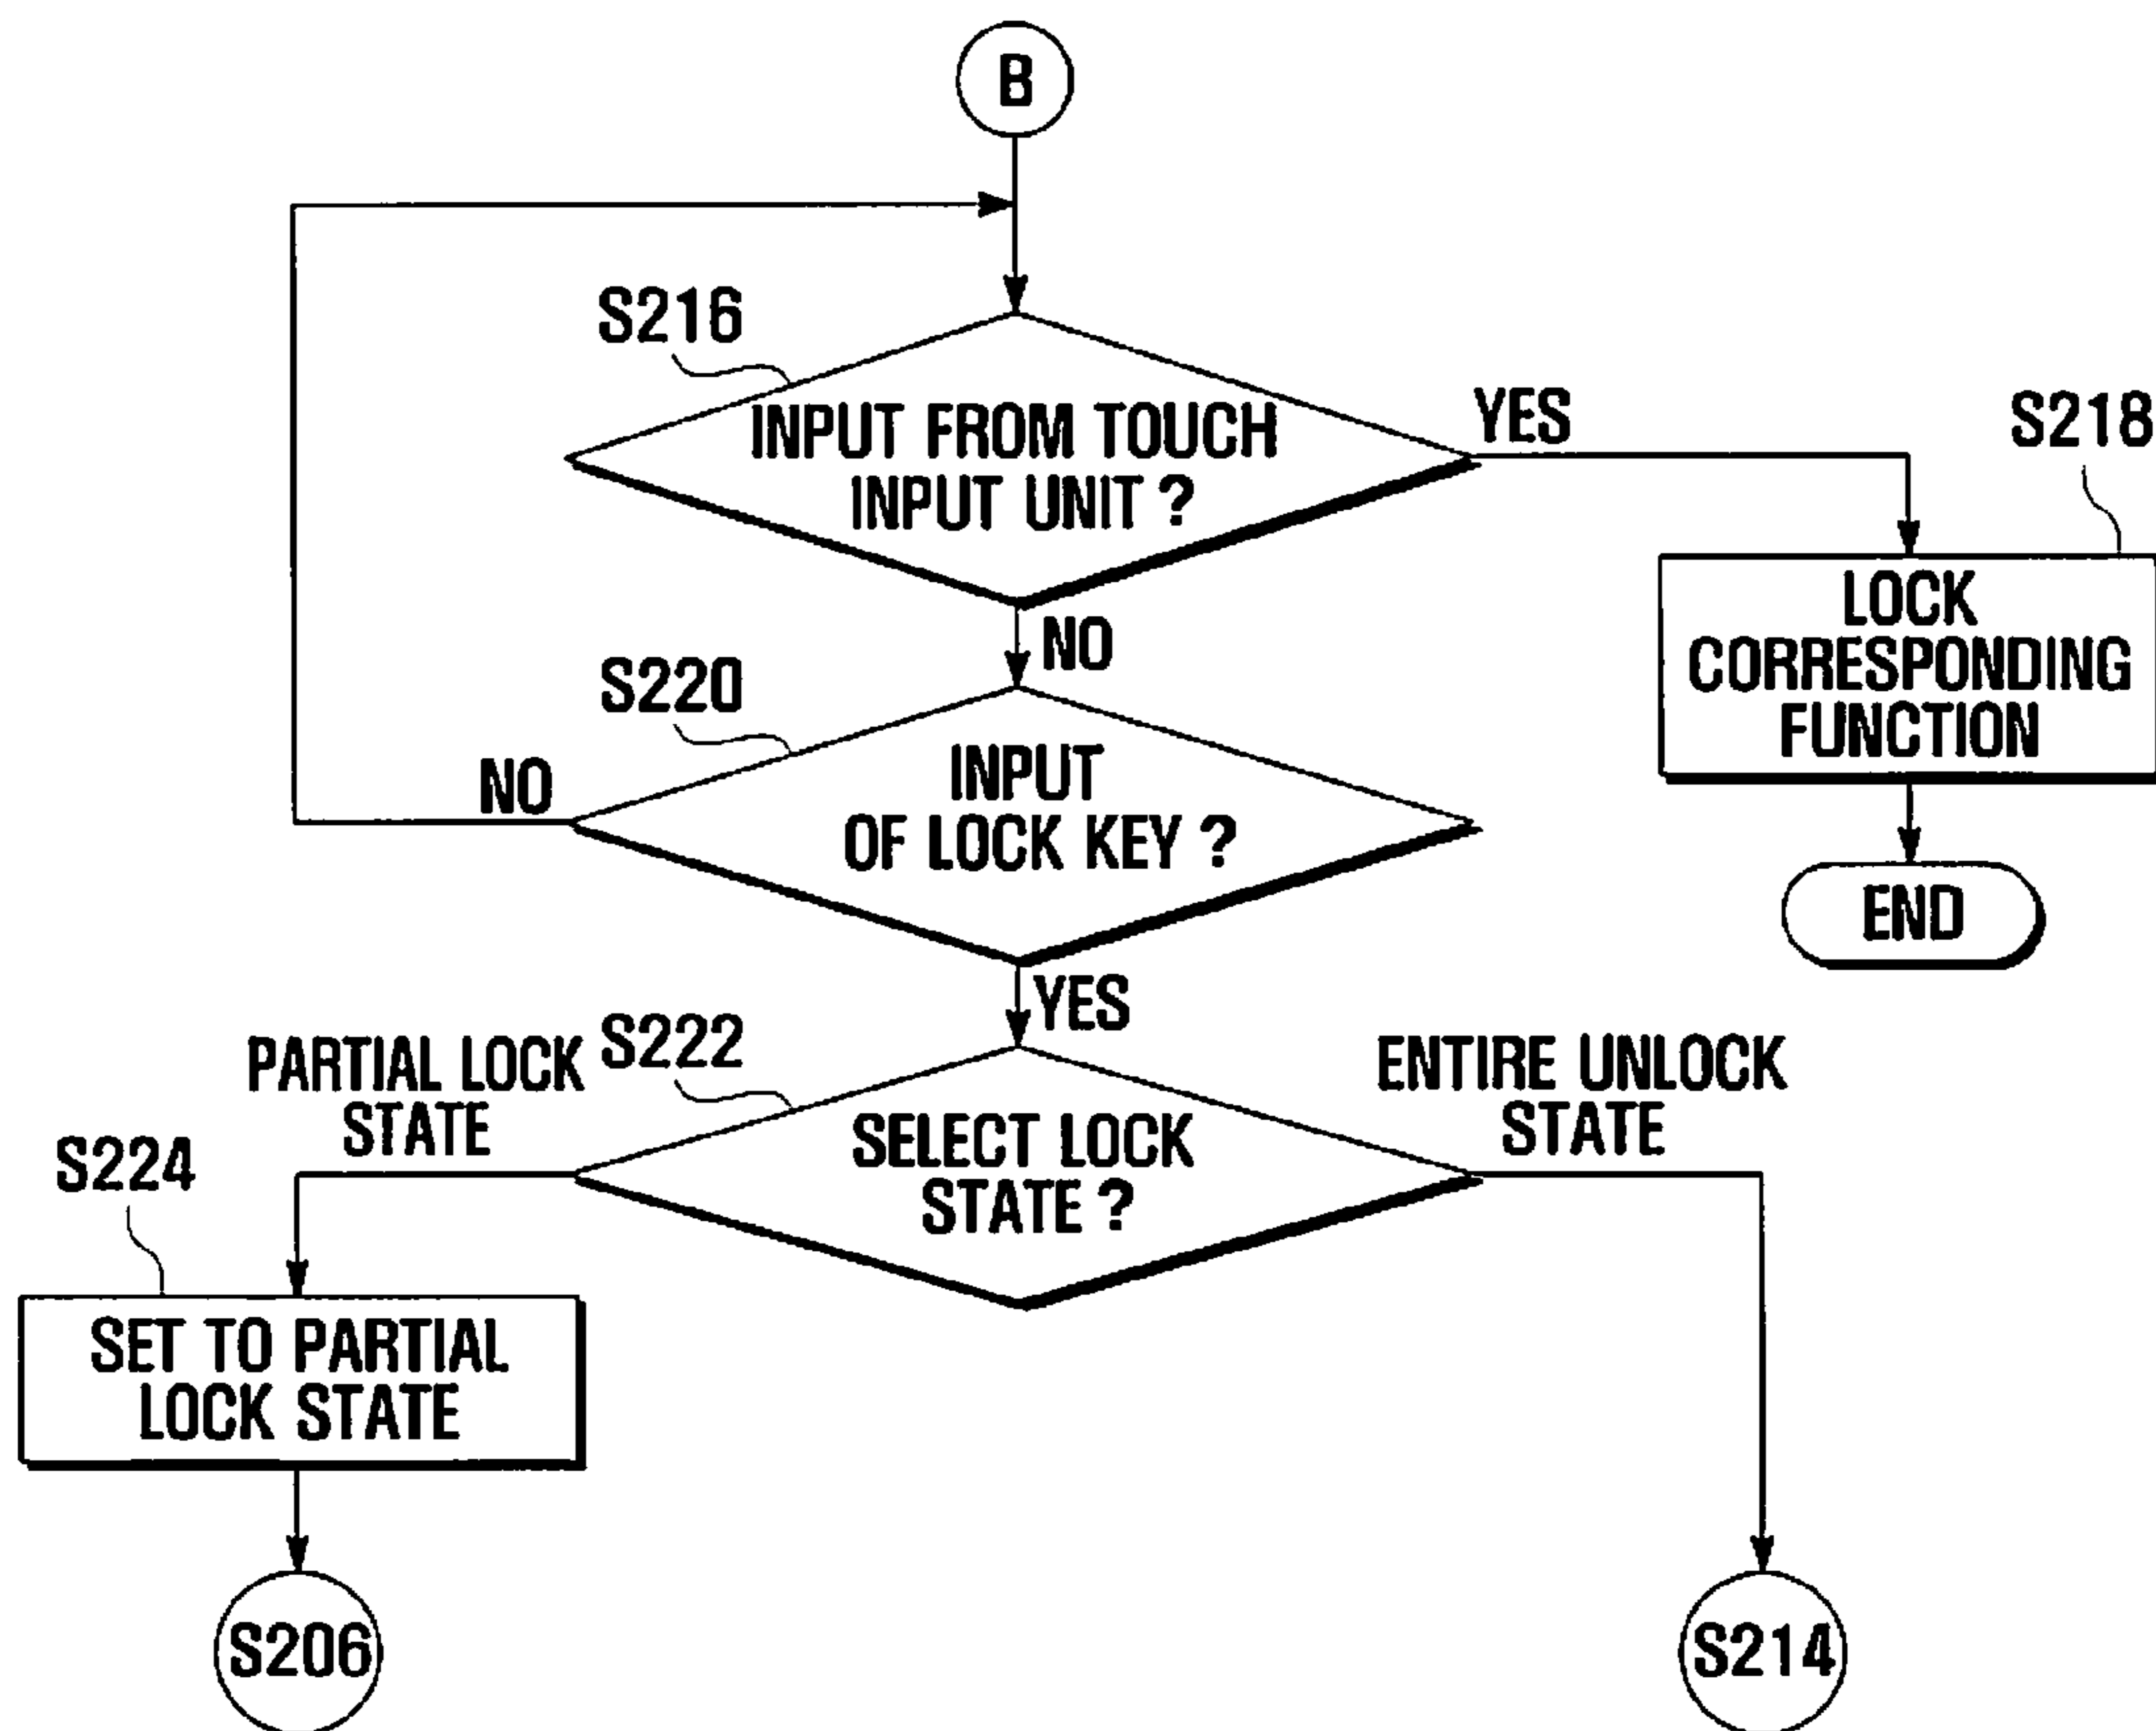 B
S216
INPUT FROM TOUCH
INPUT UNIT ?
YES
S218
LOCK
CORRESPONDING
FUNCTION
NO
S220
INPUT
OF LOCK KEY ?
NO
END
YES
PARTIAL LOCK
STATE
S222
SELECT LOCK
STATE ?
ENTIRE UNLOCK
STATE
S224
SET TO PARTIAL
LOCK STATE
S206
S214